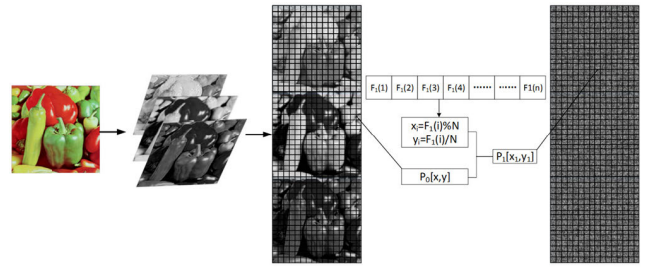 F₁(1) F₁(2) F₁(3) F₁(4) ······ ······ F1(n)
xᵢ=F₁(i)%N
yᵢ=F₁(i)/N
P₁[x₁,y₁]
P₀[x,y]